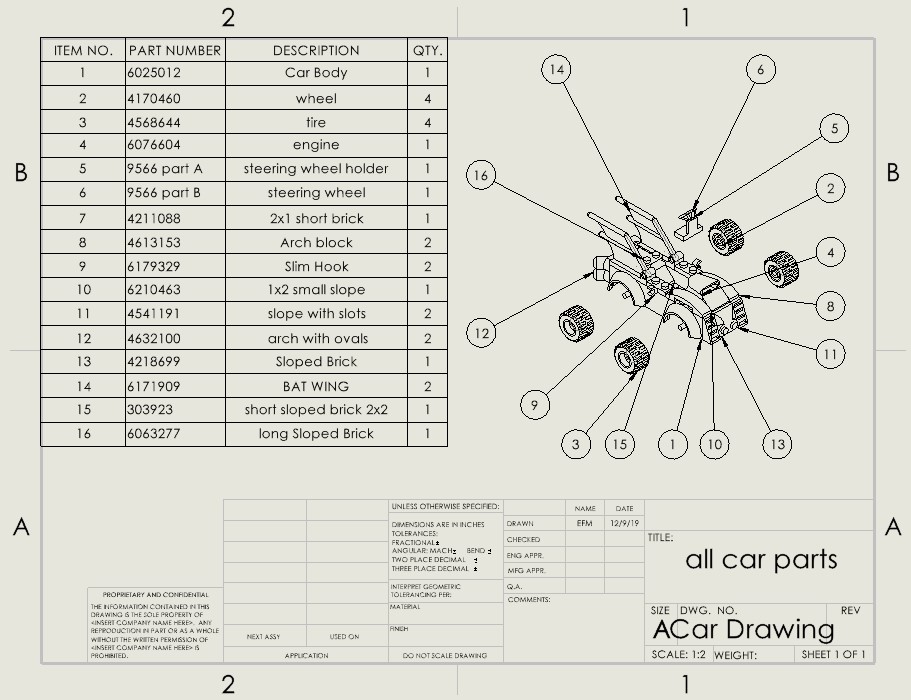 2 1
ITEM NO. PART NUMBER DESCRIPTION QTY.
1 6025012 Car Body 1
2 4170460 wheel 4
3 4568644 tire 4
4 6076604 engine 1
5 9566 part A steering wheel holder 1
6 9566 part B steering wheel 1
7 4211088 2x1 short brick 1
8 4613153 Arch block 2
9 6179329 Slim Hook 2
10 6210463 1x2 small slope 1
11 4541191 slope with slots 2
12 4632100 arch with ovals 2
13 4218699 Sloped Brick 1
14 6171909 BAT WING 2
15 303923 short sloped brick 2x2 1
16 6063277 long Sloped Brick 1
14 6
5
16 2
4
8
12 11
9
3 15 1 10 13
B B
A A
UNLESS OTHERWISE SPECIFIED:
DIMENSIONS ARE IN INCHES
TOLERANCES:
FRACTIONAL±
ANGULAR: MACH± BEND ±
TWO PLACE DECIMAL ±
THREE PLACE DECIMAL ±
INTERPRET GEOMETRIC
TOLERANCING PER:
MATERIAL
FINISH
DO NOT SCALE DRAWING
NAME DATE
DRAWN EFM 12/9/19
CHECKED
ENG APPR.
MFG APPR.
Q.A.
COMMENTS:
TITLE:
all car parts
SIZE DWG. NO. REV
A Car Drawing
SCALE: 1:2 WEIGHT: SHEET 1 OF 1
PROPRIETARY AND CONFIDENTIAL
THE INFORMATION CONTAINED IN THIS
DRAWING IS THE SOLE PROPERTY OF
<INSERT COMPANY NAME HERE>. ANY
REPRODUCTION IN PART OR AS A WHOLE
WITHOUT THE WRITTEN PERMISSION OF
<INSERT COMPANY NAME HERE> IS
PROHIBITED.
NEXT ASSY USED ON
APPLICATION
2 1